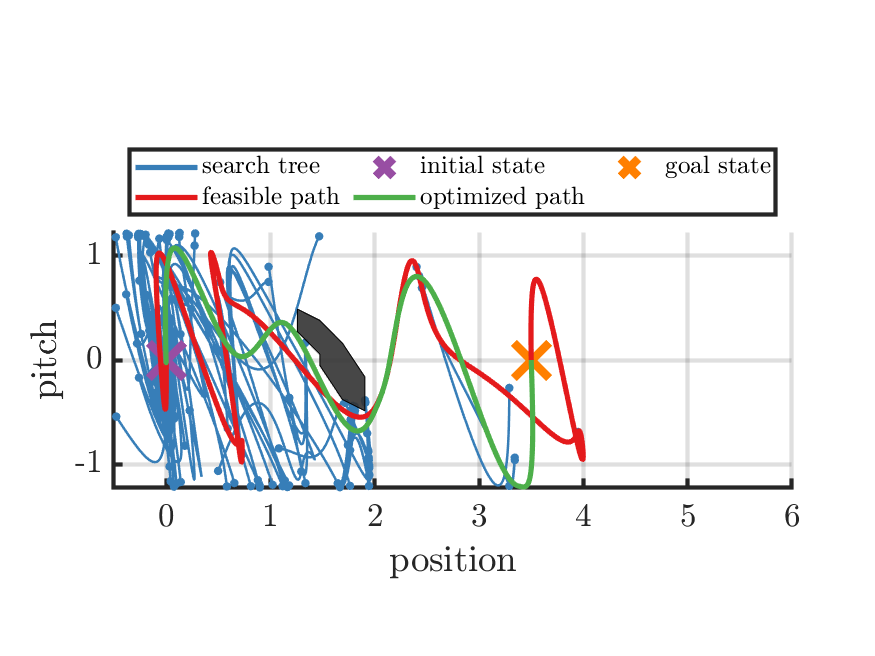 search tree initial state goal state
feasible path optimized path
1
0
-1
pitch
0 1 2 3 4 5 6
position